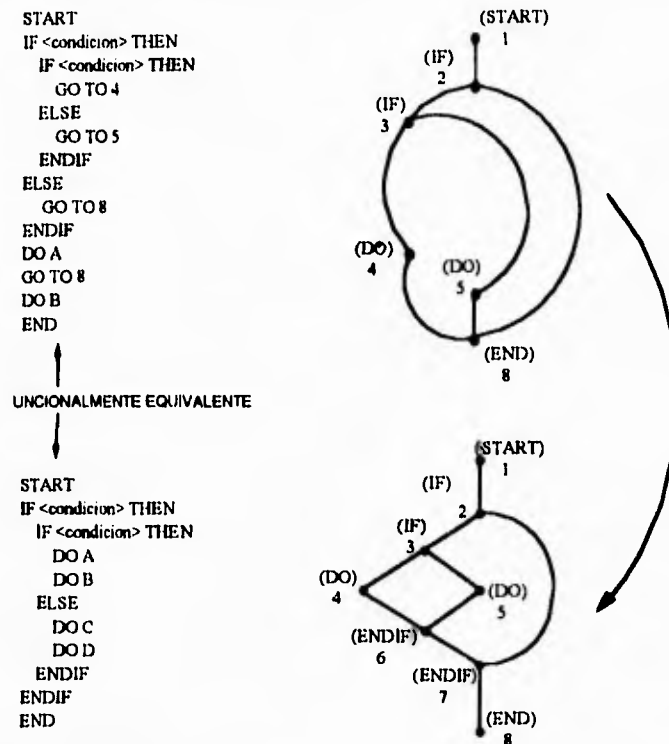 START
IF <condicion> THEN
IF <condicion> THEN
GO TO 4
ELSE
GO TO 5
ENDIF
ELSE
GO TO 8
ENDIF
DO A
GO TO 8
DO B
END
UNCIONALMENTE EQUIVALENTE
START
IF <condicion> THEN
IF <condicion> THEN
DO A
DO B
ELSE
DO C
DO D
ENDIF
ENDIF
END
(START)
1
(IF)
2
(IF)
3
(DO)
4
(DO)
5
(END)
8
(START)
1
(IF)
2
(IF)
3
(DO)
4
(DO)
5
(ENDIF)
6
(ENDIF)
7
(END)
8